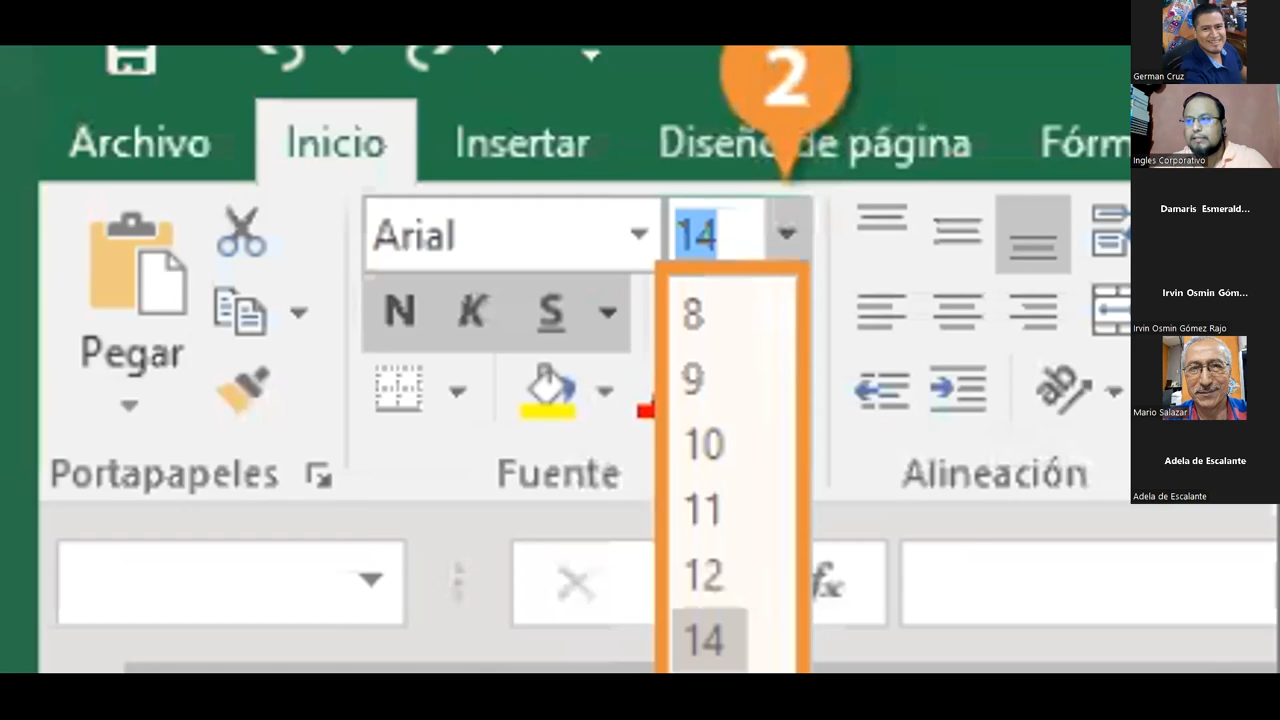 2
Archivo
Inicio
Insertar
Diseño de página
Fórm
Pegar
Arial
14
N K S
8
9
10
11
12
14
ab
Portapapeles
Fuente
Alineación
fx
German Cruz
Ingles Corporativo
Damaris Esmerald...
Irvin Osmin Góm...
Irvin Osmin Gómez Rajo
Mario Salazar
Adela de Escalante
Adela de Escalante